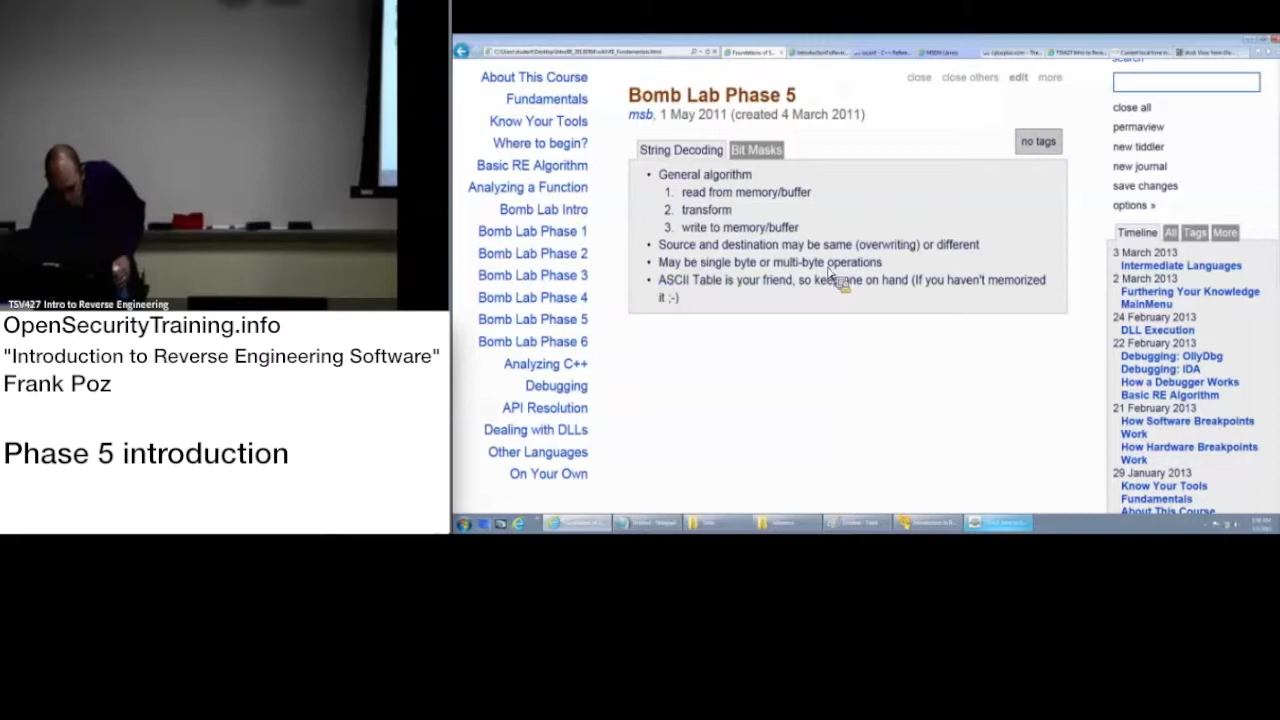 TSV427 Intro to Reverse Engineering
OpenSecurityTraining.info
"Introduction to Reverse Engineering Software"
Frank Poz
Phase 5 introduction
About This Course
Fundamentals
Know Your Tools
Where to begin?
Basic RE Algorithm
Analyzing a Function
Bomb Lab Intro
Bomb Lab Phase 1
Bomb Lab Phase 2
Bomb Lab Phase 3
Bomb Lab Phase 4
Bomb Lab Phase 5
Bomb Lab Phase 6
Analyzing C++
Debugging
API Resolution
Dealing with DLLs
Other Languages
On Your Own
close close others edit more
Bomb Lab Phase 5
msb, 1 May 2011 (created 4 March 2011)
no tags
String Decoding Bit Masks
• General algorithm
1. read from memory/buffer
2. transform
3. write to memory/buffer
• Source and destination may be same (overwriting) or different
• May be single byte or multi-byte operations
• ASCII Table is your friend, so keep one on hand (If you haven't memorized
it ;-)
search
close all
permaview
new tiddler
new journal
save changes
options »
Timeline All Tags More
3 March 2013
Intermediate Languages
2 March 2013
Furthering Your Knowledge
MainMenu
24 February 2013
DLL Execution
22 February 2013
Debugging: OllyDbg
Debugging: IDA
How a Debugger Works
Basic RE Algorithm
21 February 2013
How Software Breakpoints
Work
How Hardware Breakpoints
Work
29 January 2013
Know Your Tools
Fundamentals
About This Course